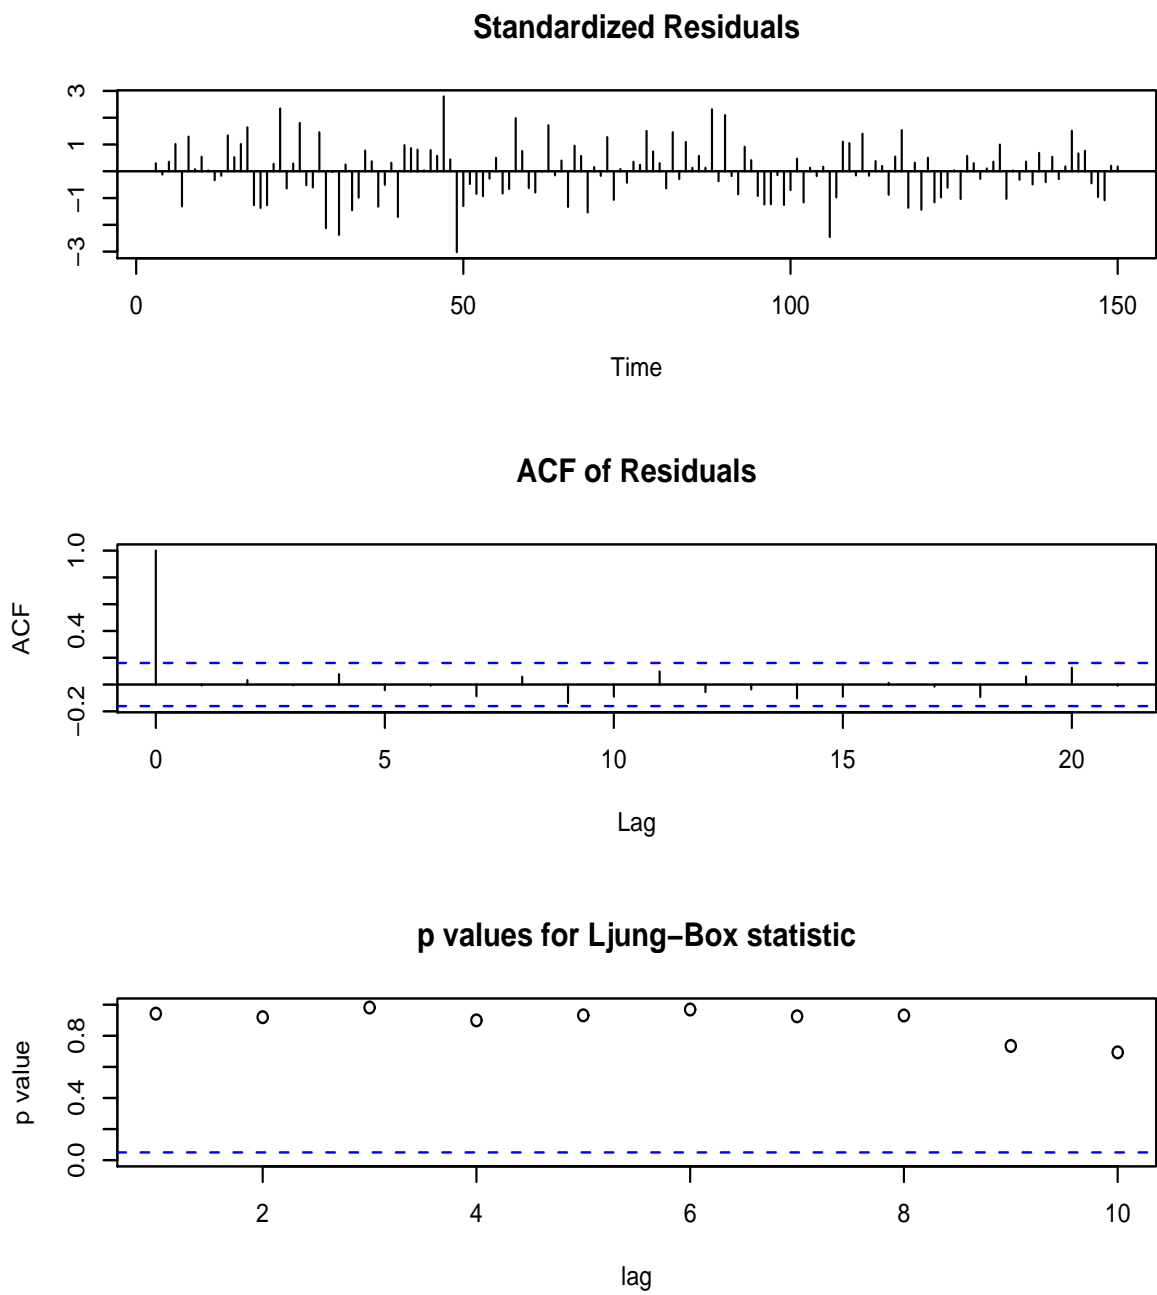 Standardized Residuals
3
1
−1
−3
0 50 100 150
Time
ACF of Residuals
1.0
0.4
−0.2
ACF
0 5 10 15 20
Lag
p values for Ljung−Box statistic
0.8
0.4
0.0
p value
2 4 6 8 10
lag